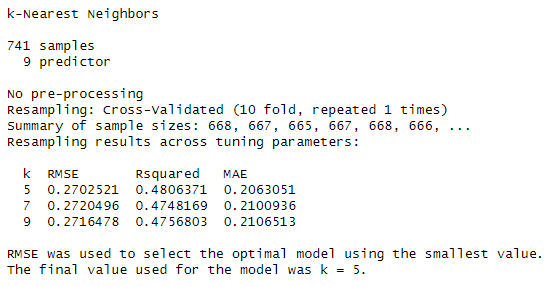 k-Nearest Neighbors

741 samples
  9 predictor

No pre-processing
Resampling: Cross-Validated (10 fold, repeated 1 times)
Summary of sample sizes: 668, 667, 665, 667, 668, 666, ...
Resampling results across tuning parameters:

  k  RMSE       Rsquared   MAE
  5  0.2702521  0.4806371  0.2063051
  7  0.2720496  0.4748169  0.2100936
  9  0.2716478  0.4756803  0.2106513

RMSE was used to select the optimal model using the smallest value.
The final value used for the model was k = 5.